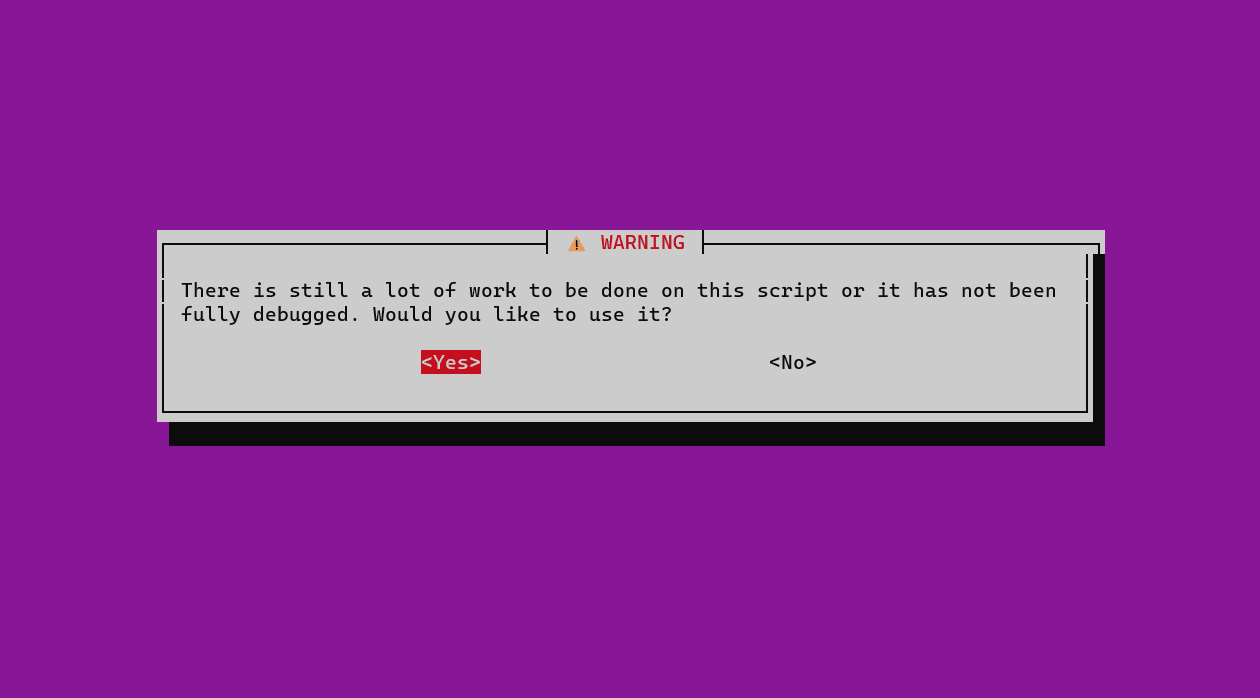 ⚠ WARNING
There is still a lot of work to be done on this script or it has not been
fully debugged. Would you like to use it?
<Yes> <No>